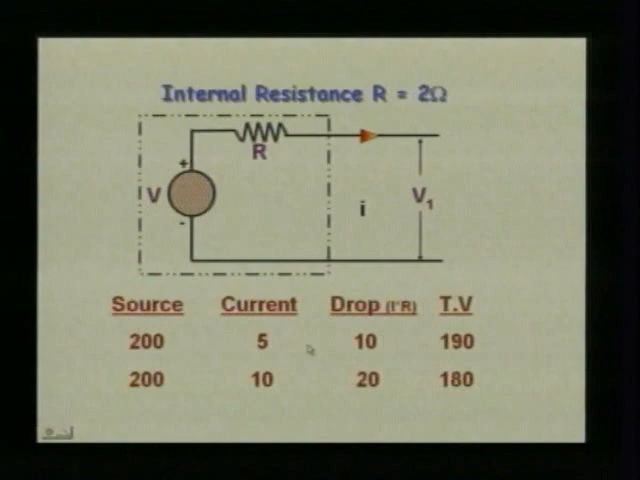 Internal Resistance R = 2Ω
R
+
V
-
i
V1
Source Current Drop (I*R) T.V
200 5 10 190
200 10 20 180